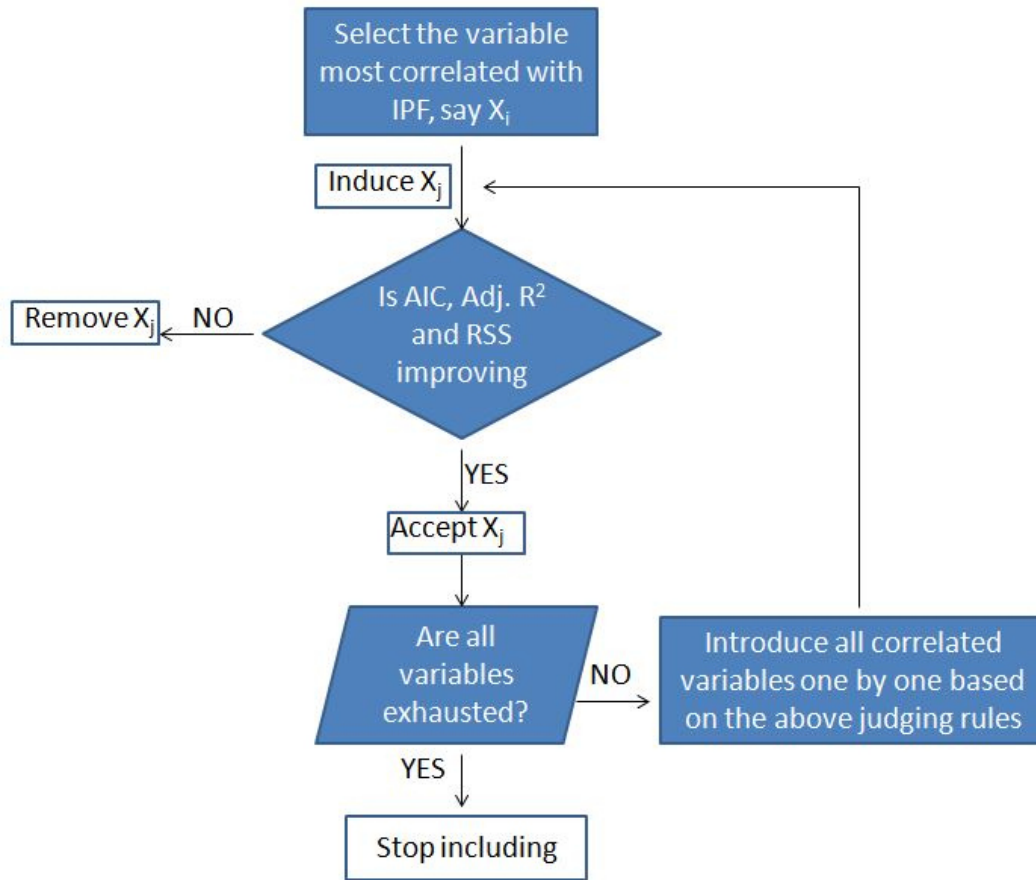 Select the variable
most correlated with
IPF, say Xᵢ
Induce Xⱼ
Is AIC, Adj. R²
and RSS
improving
NO
Remove Xⱼ
YES
Accept Xⱼ
Are all
variables
exhausted?
NO
Introduce all correlated
variables one by one based
on the above judging rules
YES
Stop including